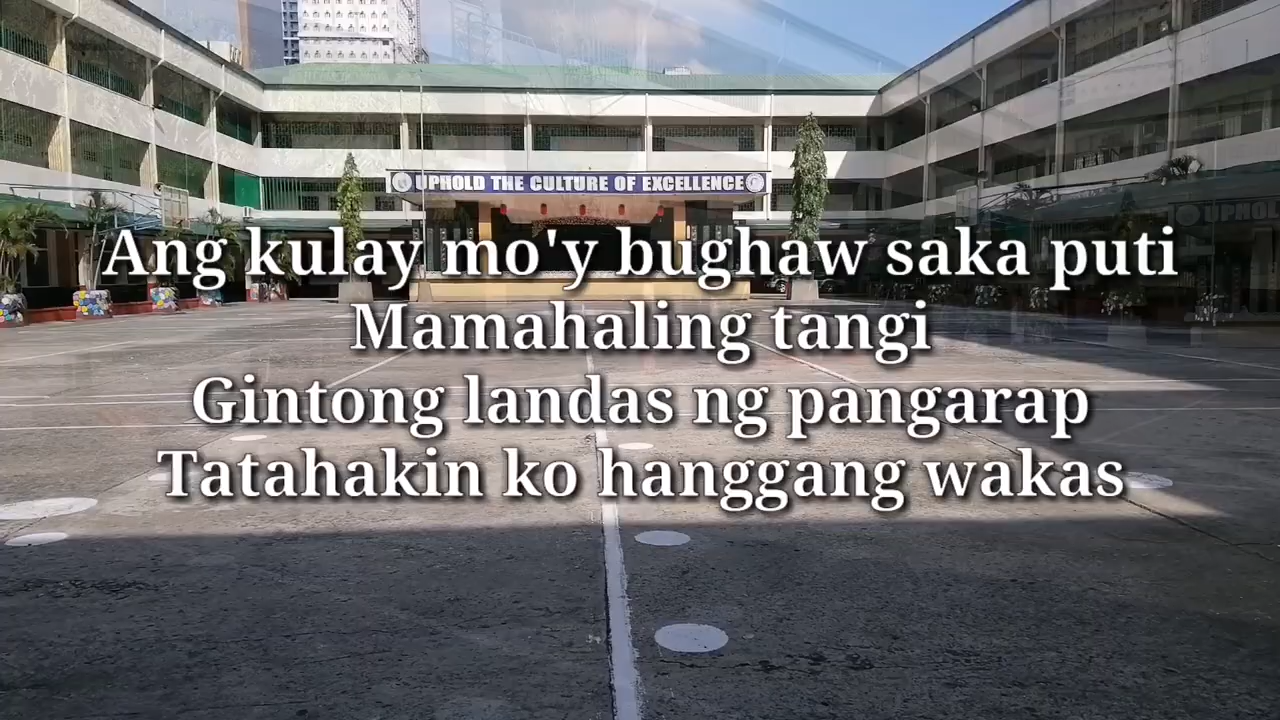 UPHOLD THE CULTURE OF EXCELLENCE
UPHOL
Ang kulay mo'y bughaw saka puti
Mamahaling tangi
Gintong landas ng pangarap
Tatahakin ko hanggang wakas